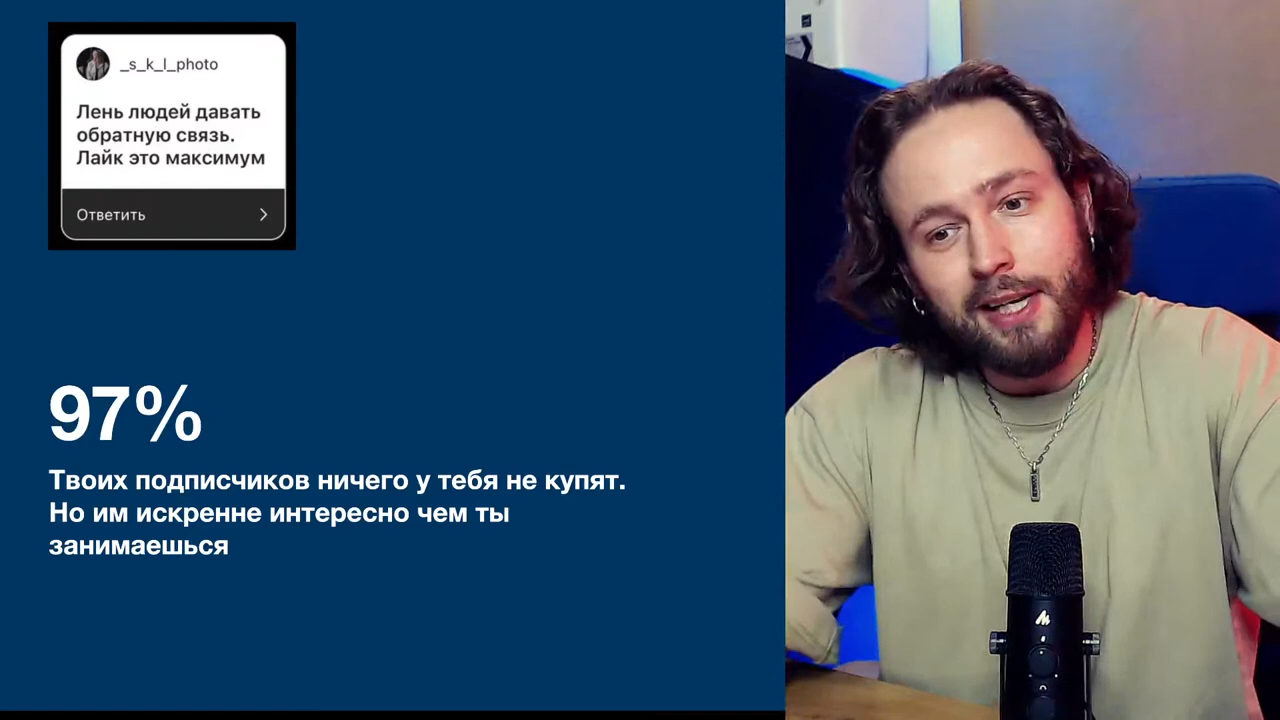 _s_k_l_photo
Лень людей давать
обратную связь.
Лайк это максимум
Ответить
97%
Твоих подписчиков ничего у тебя не купят.
Но им искренне интересно чем ты
занимаешься